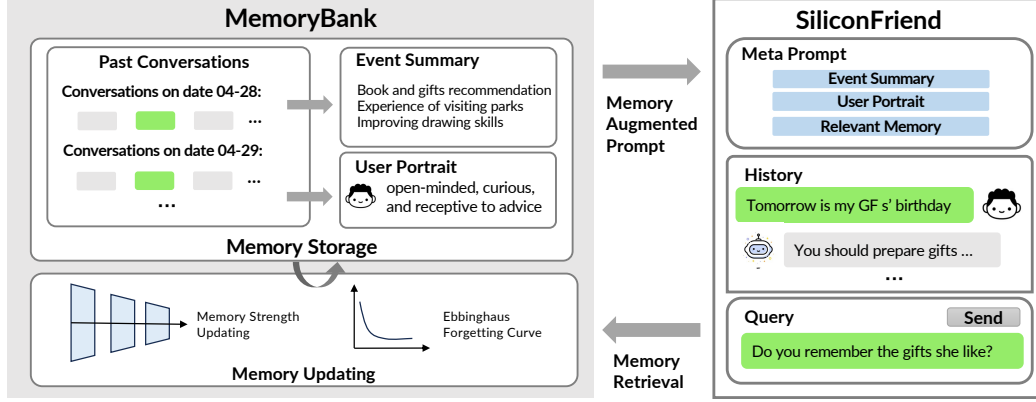 MemoryBank
Past Conversations
Conversations on date 04-28:
...
Conversations on date 04-29:
...
...
Event Summary
Book and gifts recommendation
Experience of visiting parks
Improving drawing skills
User Portrait
open-minded, curious,
and receptive to advice
Memory Storage
Memory Strength
Updating
Ebbinghaus
Forgetting Curve
Memory Updating
Memory
Augmented
Prompt
Memory
Retrieval
SiliconFriend
Meta Prompt
Event Summary
User Portrait
Relevant Memory
History
Tomorrow is my GF s' birthday
You should prepare gifts ...
...
Query
Send
Do you remember the gifts she like?